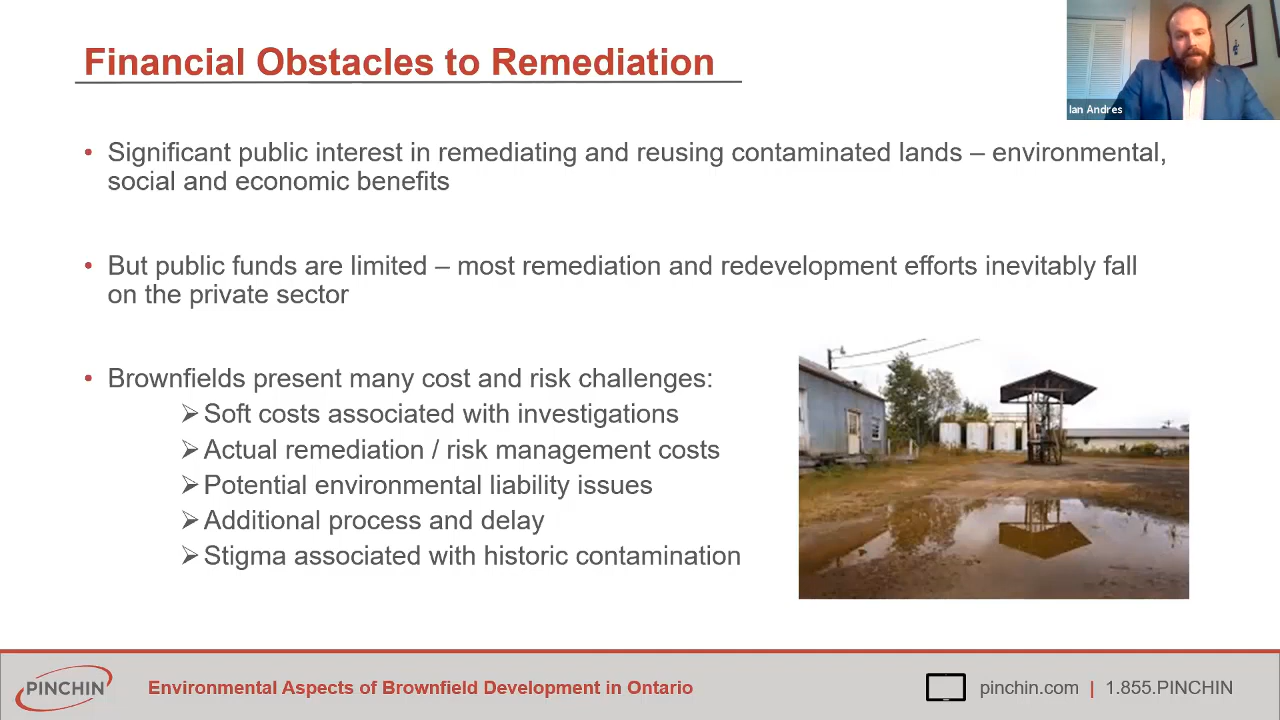 Financial Obstacles to Remediation
Ian Andres
• Significant public interest in remediating and reusing contaminated lands – environmental,
social and economic benefits
• But public funds are limited – most remediation and redevelopment efforts inevitably fall
on the private sector
• Brownfields present many cost and risk challenges:
➢ Soft costs associated with investigations
➢ Actual remediation / risk management costs
➢ Potential environmental liability issues
➢ Additional process and delay
➢ Stigma associated with historic contamination
PINCHIN
Environmental Aspects of Brownfield Development in Ontario
pinchin.com | 1.855.PINCHIN